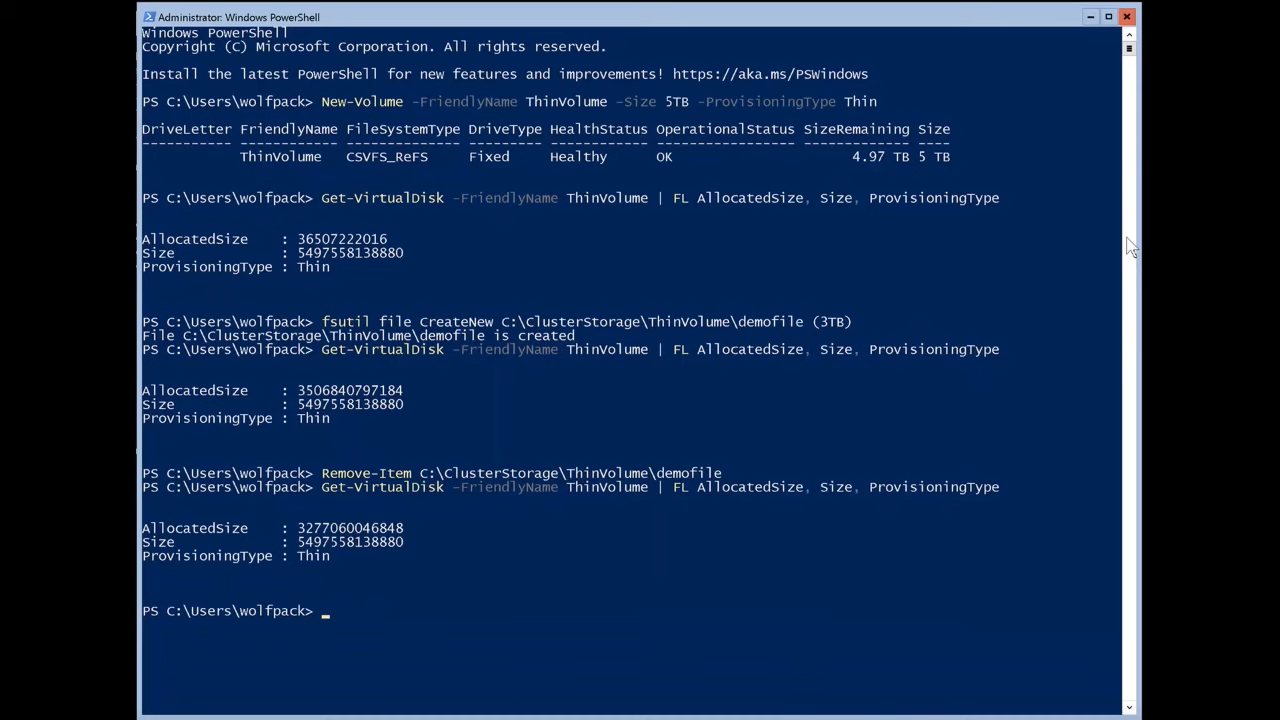 Administrator: Windows PowerShell
Windows PowerShell
Copyright (C) Microsoft Corporation. All rights reserved.
Install the latest PowerShell for new features and improvements! https://aka.ms/PSWindows
PS C:\Users\wolfpack> New-Volume -FriendlyName ThinVolume -Size 5TB -ProvisioningType Thin
DriveLetter FriendlyName FileSystemType DriveType HealthStatus OperationalStatus SizeRemaining Size
----------- ------------ -------------- --------- ------------ ----------------- ------------- ----
ThinVolume CSVFS_ReFS Fixed Healthy OK 4.97 TB 5 TB
PS C:\Users\wolfpack> Get-VirtualDisk -FriendlyName ThinVolume | FL AllocatedSize, Size, ProvisioningType
AllocatedSize : 36507222016
Size : 5497558138880
ProvisioningType : Thin
PS C:\Users\wolfpack> fsutil file CreateNew C:\ClusterStorage\ThinVolume\demofile (3TB)
File C:\ClusterStorage\ThinVolume\demofile is created
PS C:\Users\wolfpack> Get-VirtualDisk -FriendlyName ThinVolume | FL AllocatedSize, Size, ProvisioningType
AllocatedSize : 3506840797184
Size : 5497558138880
ProvisioningType : Thin
PS C:\Users\wolfpack> Remove-Item C:\ClusterStorage\ThinVolume\demofile
PS C:\Users\wolfpack> Get-VirtualDisk -FriendlyName ThinVolume | FL AllocatedSize, Size, ProvisioningType
AllocatedSize : 3277060046848
Size : 5497558138880
ProvisioningType : Thin
PS C:\Users\wolfpack> _